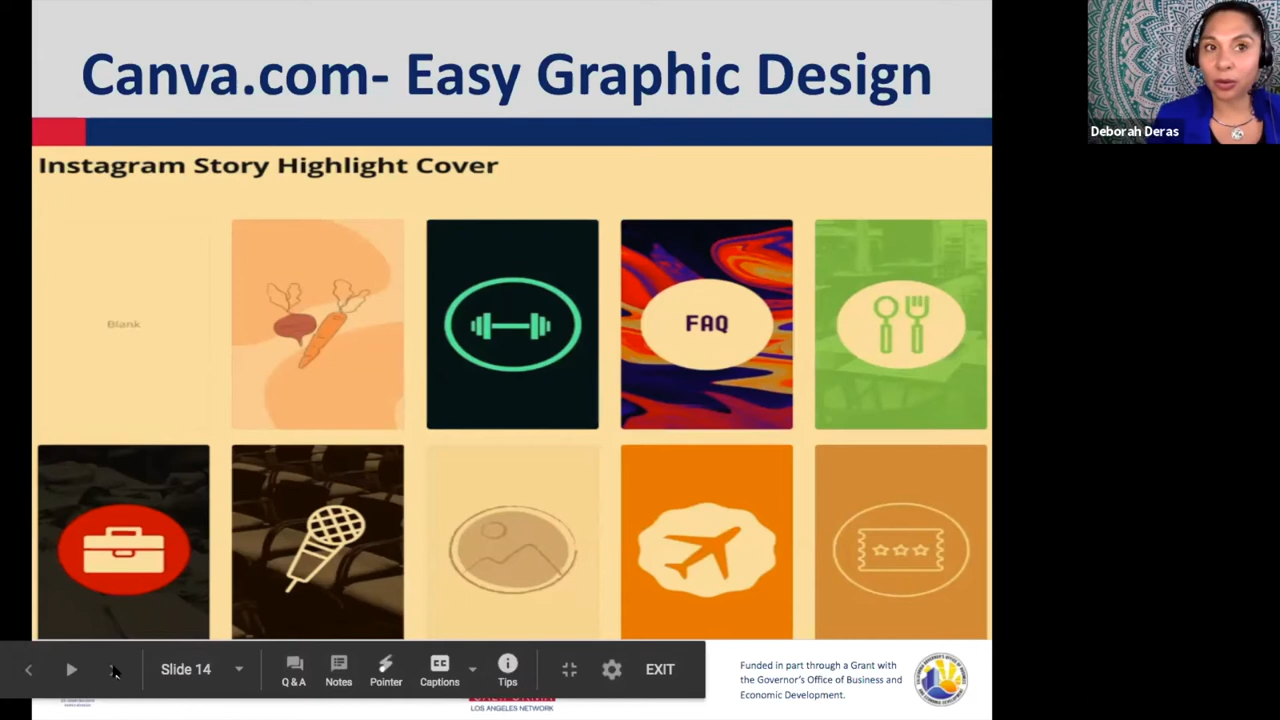 Canva.com- Easy Graphic Design
Deborah Deras
Instagram Story Highlight Cover
Blank
FAQ
Slide 14
Q & A
Notes
Pointer
CC
Captions
Tips
EXIT
LOS ANGELES NETWORK
Funded in part through a Grant with
the Governor's Office of Business and
Economic Development.